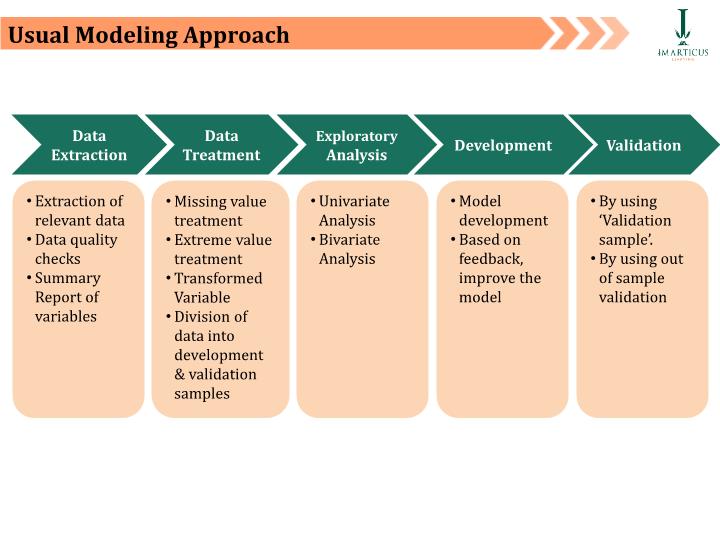 Usual Modeling Approach
IMARTICUS
LEARNING
Data
Extraction
Data
Treatment
Exploratory
Analysis
Development
Validation
• Extraction of
relevant data
• Data quality
checks
• Summary
Report of
variables
• Missing value
treatment
• Extreme value
treatment
• Transformed
Variable
• Division of
data into
development
& validation
samples
• Univariate
Analysis
• Bivariate
Analysis
• Model
development
• Based on
feedback,
improve the
model
• By using
‘Validation
sample’.
• By using out
of sample
validation